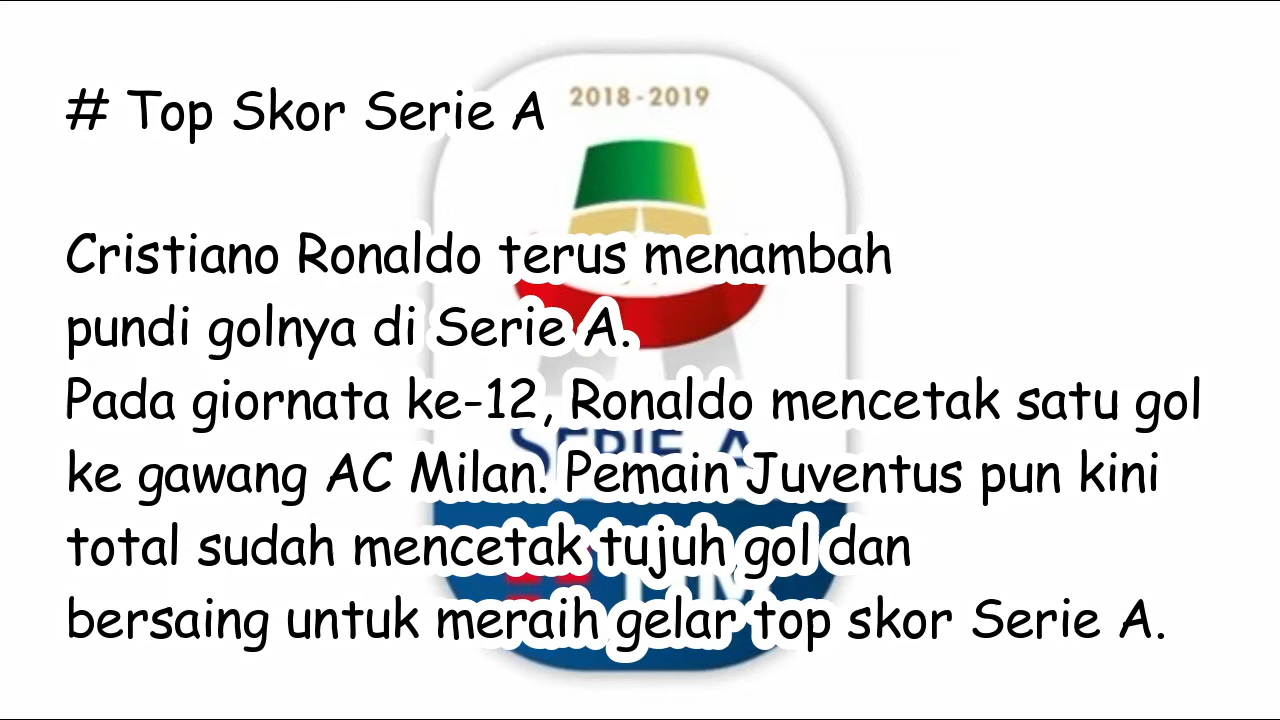 2018-2019
# Top Skor Serie A
Cristiano Ronaldo terus menambah
pundi golnya di Serie A.
Pada giornata ke-12, Ronaldo mencetak satu gol
SERIE A
ke gawang AC Milan. Pemain Juventus pun kini
total sudah mencetak tujuh gol dan
bersaing untuk meraih gelar top skor Serie A.